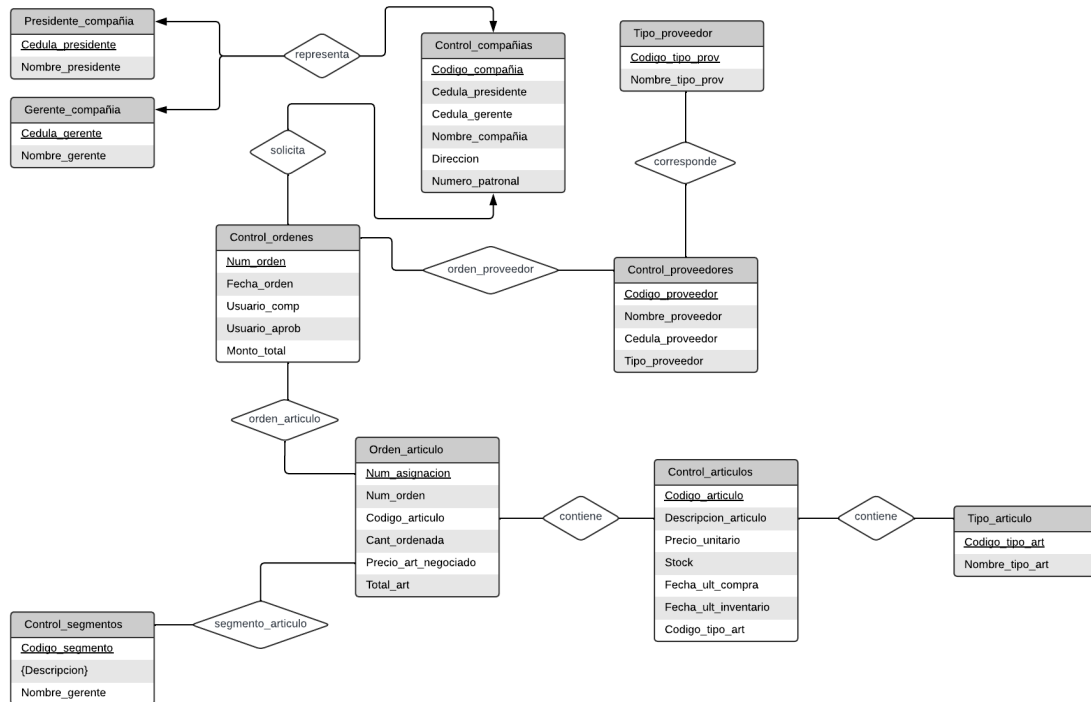 Presidente_compañia
Cedula_presidente
Nombre_presidente
Gerente_compañia
Cedula_gerente
Nombre_gerente
representa
Control_compañias
Codigo_compañia
Cedula_presidente
Cedula_gerente
Nombre_compañia
Direccion
Numero_patronal
Tipo_proveedor
Codigo_tipo_prov
Nombre_tipo_prov
solicita
corresponde
Control_ordenes
Num_orden
Fecha_orden
Usuario_comp
Usuario_aprob
Monto_total
orden_proveedor
Control_proveedores
Codigo_proveedor
Nombre_proveedor
Cedula_proveedor
Tipo_proveedor
orden_articulo
Orden_articulo
Num_asignacion
Num_orden
Codigo_articulo
Cant_ordenada
Precio_art_negociado
Total_art
contiene
Control_articulos
Codigo_articulo
Descripcion_articulo
Precio_unitario
Stock
Fecha_ult_compra
Fecha_ult_inventario
Codigo_tipo_art
contiene
Tipo_articulo
Codigo_tipo_art
Nombre_tipo_art
segmento_articulo
Control_segmentos
Codigo_segmento
{Descripcion}
Nombre_gerente